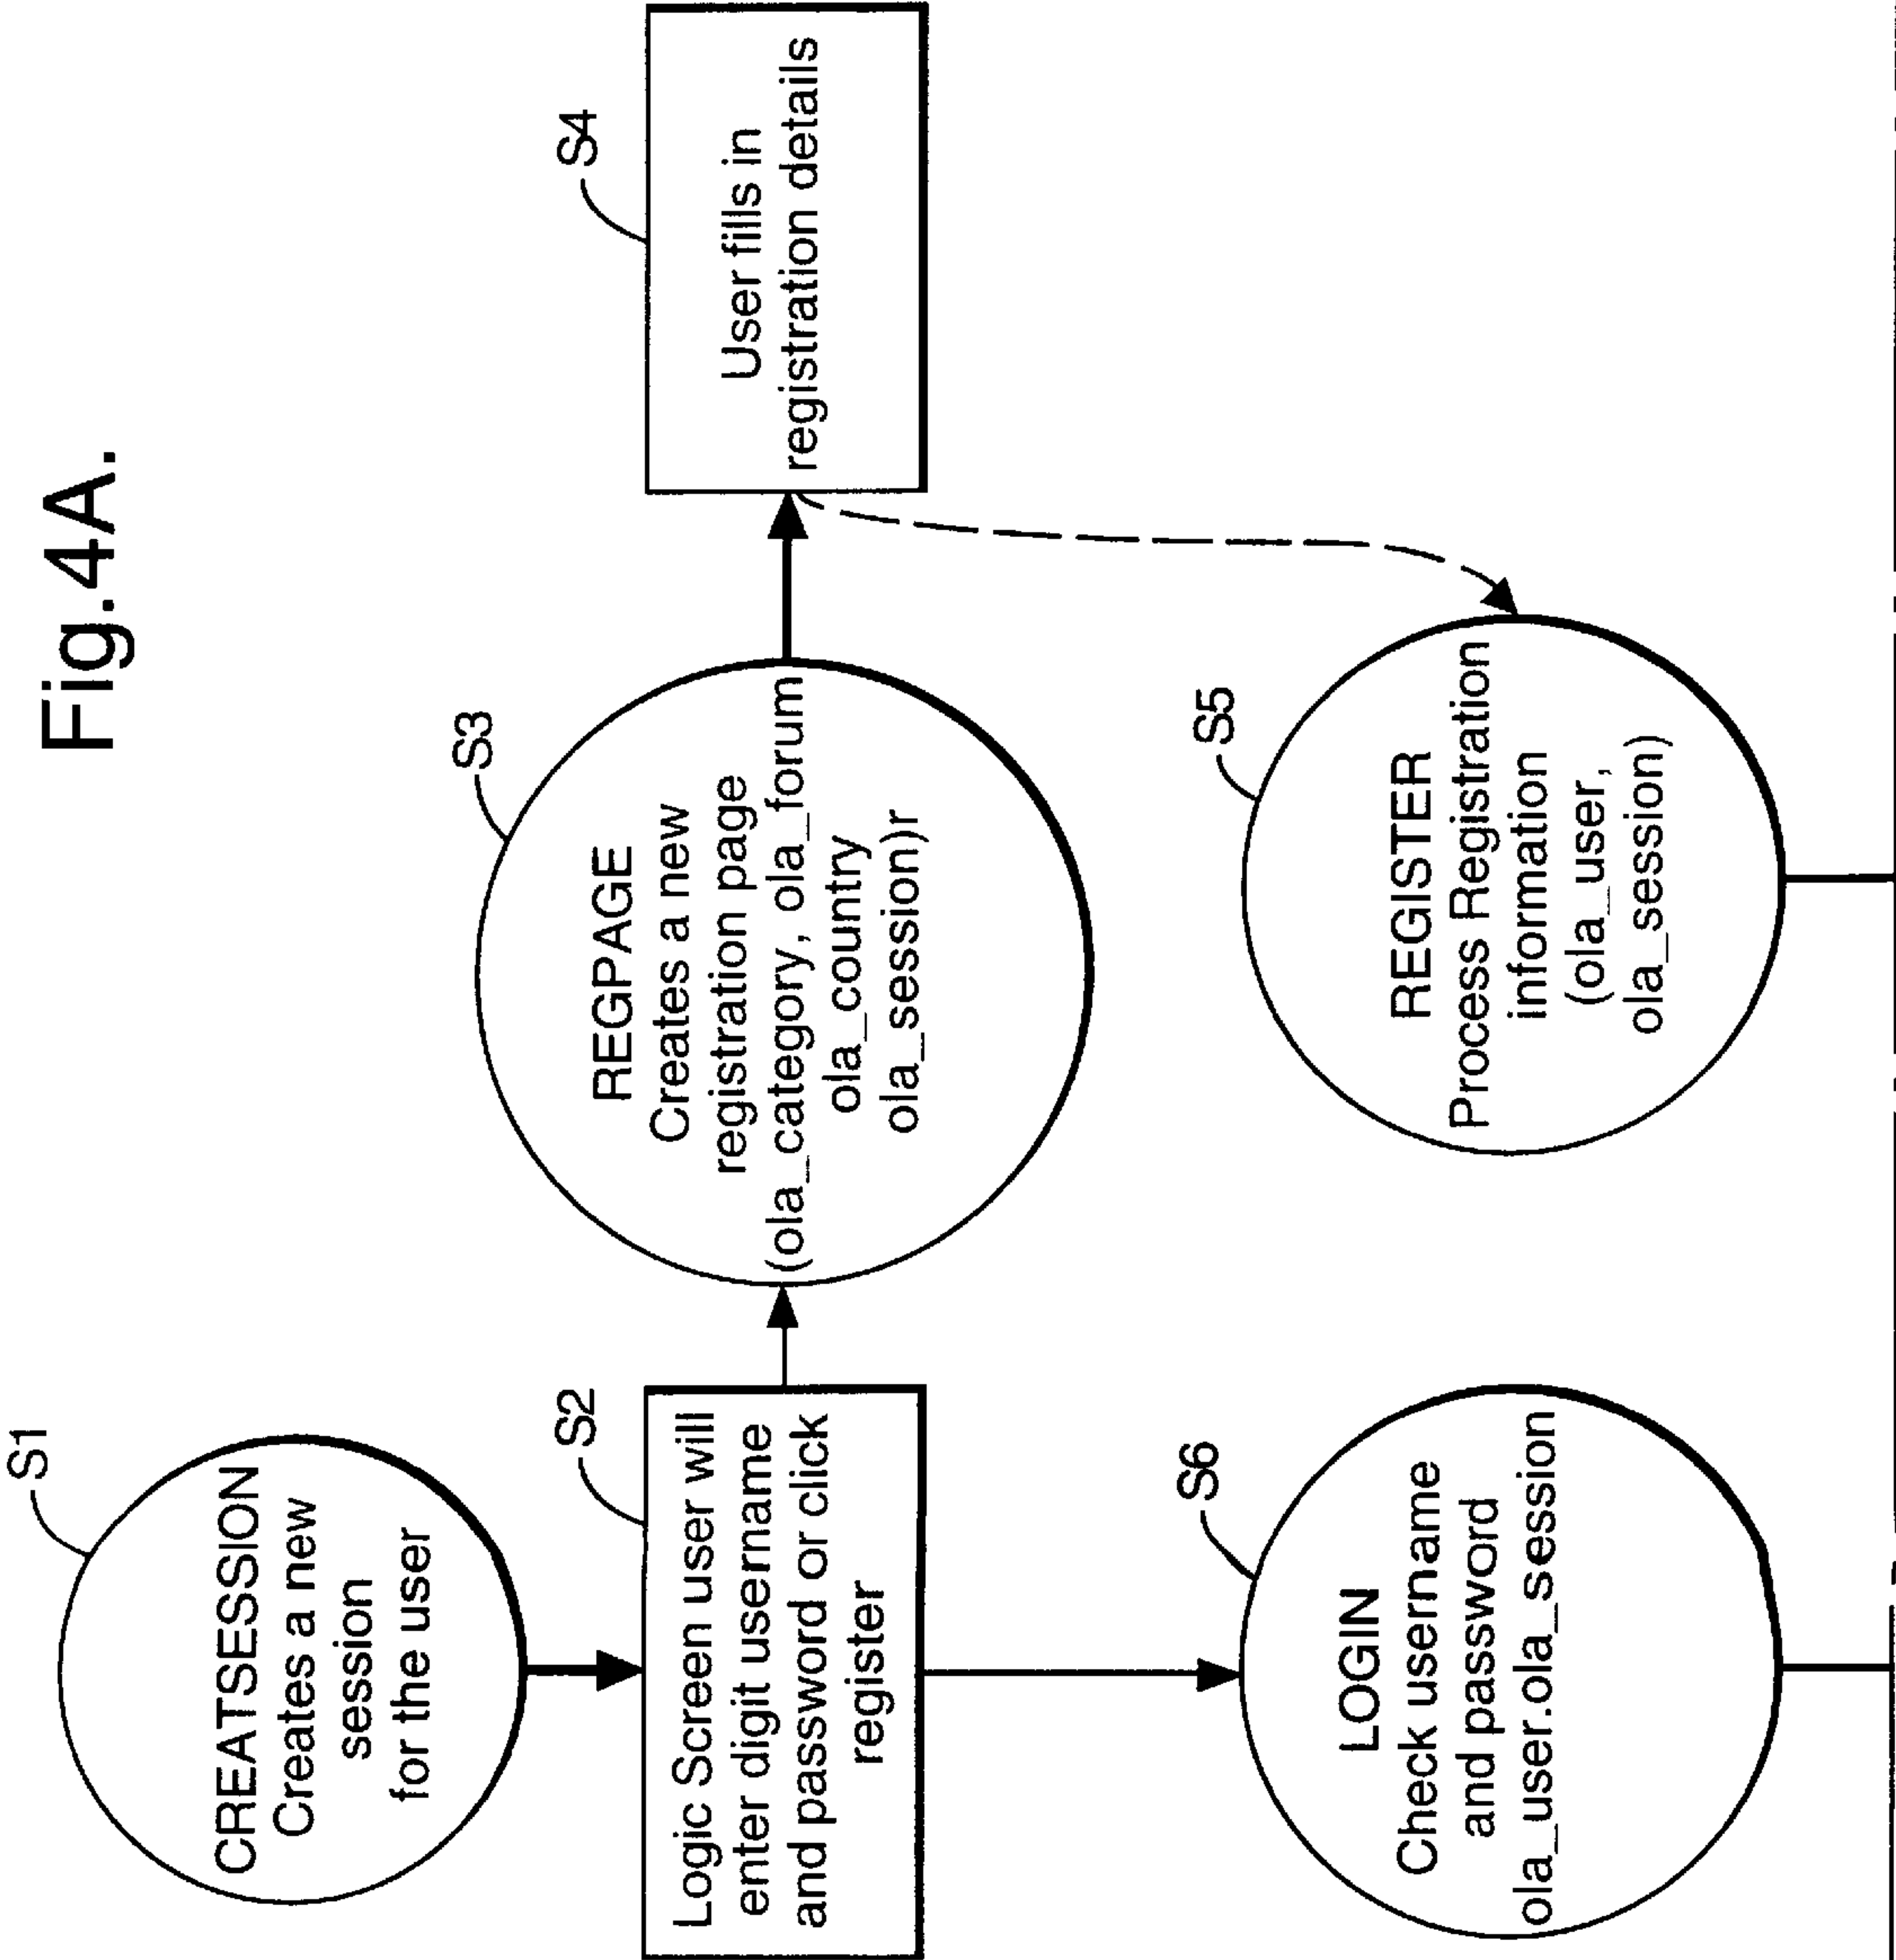 Fig.4A.
S1
CREATSESSION
Creates a new
session
for the user
S2
Logic Screen user will
enter digit username
and password or click
register
S3
REGPAGE
Creates a new
registration page
(ola_category, ola_forum
ola_country
ola_session)r
S4
User fills in
registration details
S5
REGISTER
Process Registration
information
(ola_user,
ola_session)
S6
LOGIN
Check username
and password
ola_user.ola_session